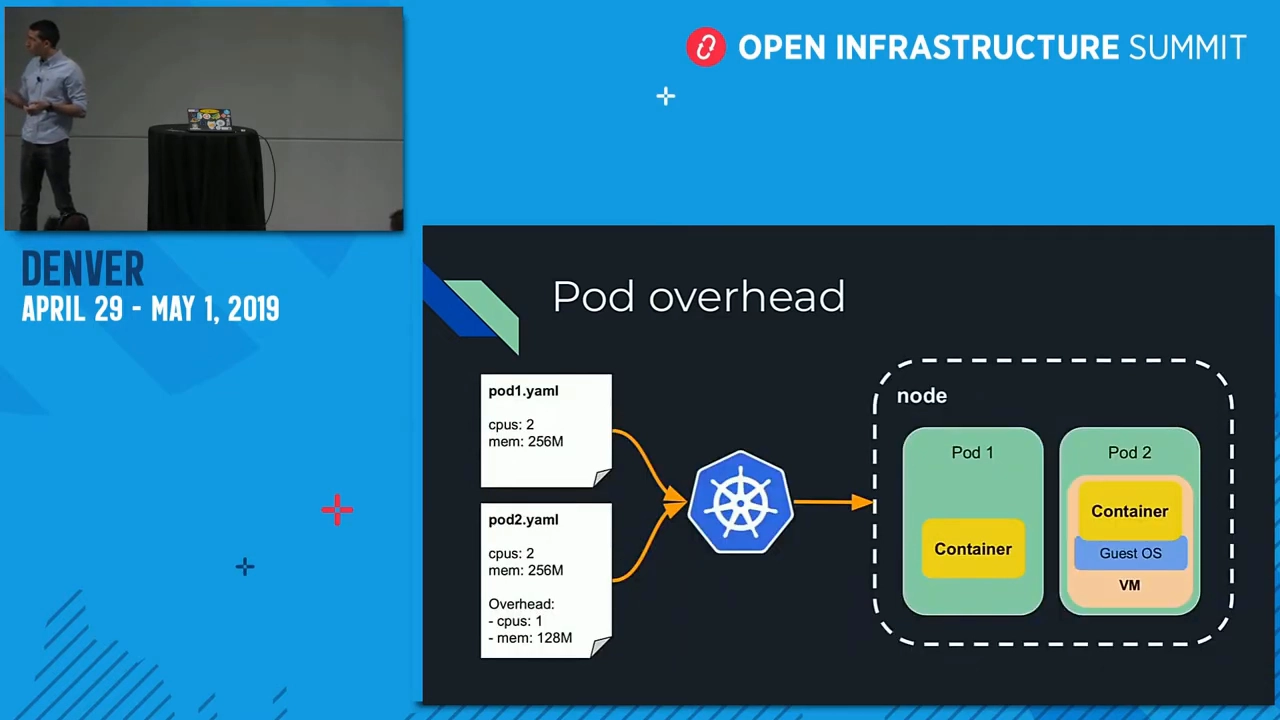 OPEN INFRASTRUCTURE SUMMIT
DENVER
APRIL 29 - MAY 1, 2019
Pod overhead
pod1.yaml
cpus: 2
mem: 256M
pod2.yaml
cpus: 2
mem: 256M
Overhead:
- cpus: 1
- mem: 128M
node
Pod 1
Container
Pod 2
Container
Guest OS
VM